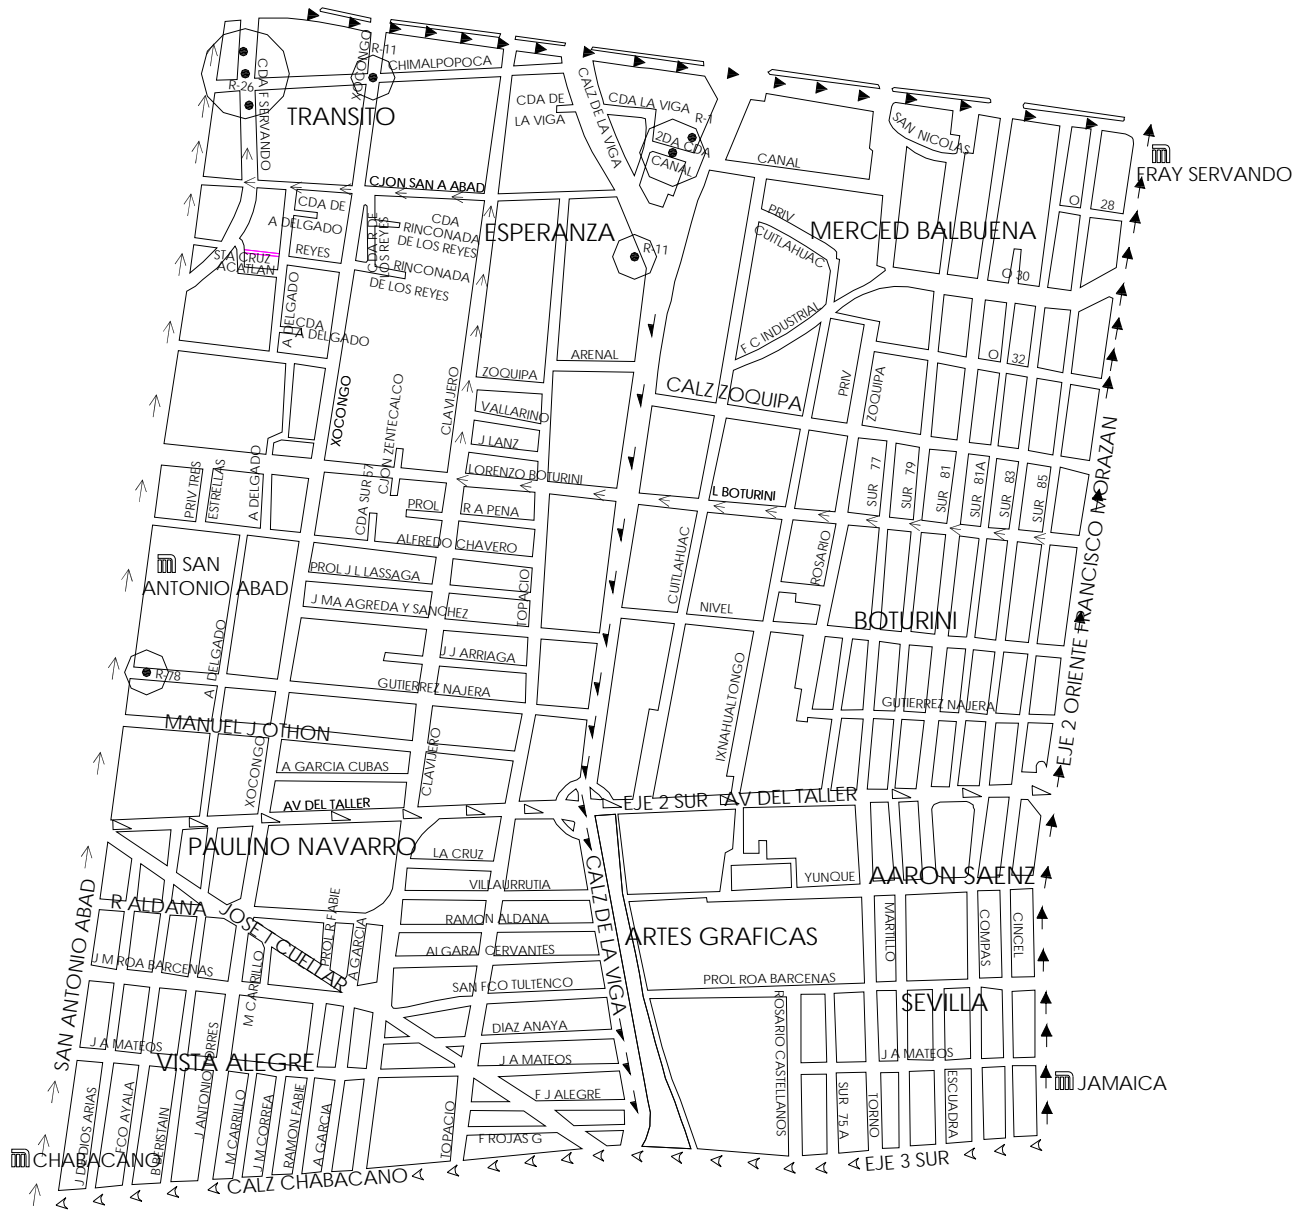 R-11
XOCONGO
CHIMALPOPOCA
CDA F SERVANDO
R-26
TRANSITO
CDA DE
LA VIGA
CALZ DE LA VIGA
CDA LA VIGA
R-1
2DA CDA
CANAL
SAN NICOLAS
CANAL
FRAY SERVANDO
CJON SAN A ABAD
CDA DE
A DELGADO
REYES
STA CRUZ
ACATLAN
CDA R DE
LOS REYES
CDA
RINCONADA
DE LOS REYES
RINCONADA
DE LOS REYES
ESPERANZA
R-11
PRIV
CUITLAHUAC
MERCED BALBUENA
O 28
O 30
A DELGADO
CDA
A DELGADO
F C INDUSTRIAL
ARENAL
O 32
ZOQUIPA
CALZ ZOQUIPA
PRIV
ZOQUIPA
XOCONGO
CJON ZENTECALCO
CLAVIJERO
VALLARINO
J LANZ
LORENZO BOTURINI
L BOTURINI
PRIV TRES
ESTRELLAS
A DELGADO
CDA SUR 57
PROL
R A PENA
ALFREDO CHAVERO
SUR 77
SUR 79
SUR 81
SUR 81A
SUR 83
SUR 85
EJE 2 ORIENTE FRANCISCO MORAZAN
SAN
ANTONIO ABAD
PROL J L LASSAGA
J MA AGREDA Y SANCHEZ
TOPACIO
CUITLAHUAC
ROSARIO
NIVEL
BOTURINI
A DELGADO
R-78
J J ARRIAGA
GUTIERREZ NAJERA
IXNAHUALTONGO
GUTIERREZ NAJERA
MANUEL J OTHON
XOCONGO
A GARCIA CUBAS
CLAVIJERO
AV DEL TALLER
EJE 2 SUR AV DEL TALLER
PAULINO NAVARRO
LA CRUZ
VILLAURRUTIA
YUNQUE
AARON SAENZ
R ALDANA
JOSE T CUELLAR
PROL R FABIE
A GARCIA
RAMON ALDANA
ALGARA CERVANTES
CALZ DE LA VIGA
ARTES GRAFICAS
MARTILLO
COMPAS
CINCEL
SAN ANTONIO ABAD
J M ROA BARCENAS
M CARRILLO
SAN FCO TULTENCO
PROL ROA BARCENAS
SEVILLA
DIAZ ANAYA
J A MATEOS
VISTA ALEGRE
J ANTONIO TORRES
J A MATEOS
J A MATEOS
ROSARIO CASTELLANOS
JAMAICA
J DE DIOS ARIAS
FCO AYALA
B BERISTAIN
M CARRILLO
J M CORREA
RAMON FABIE
A GARCIA
TOPACIO
F J ALEGRE
F ROJAS G
SUR 75 A
TORNO
ESCUADRA
CHABACANO
CALZ CHABACANO
EJE 3 SUR